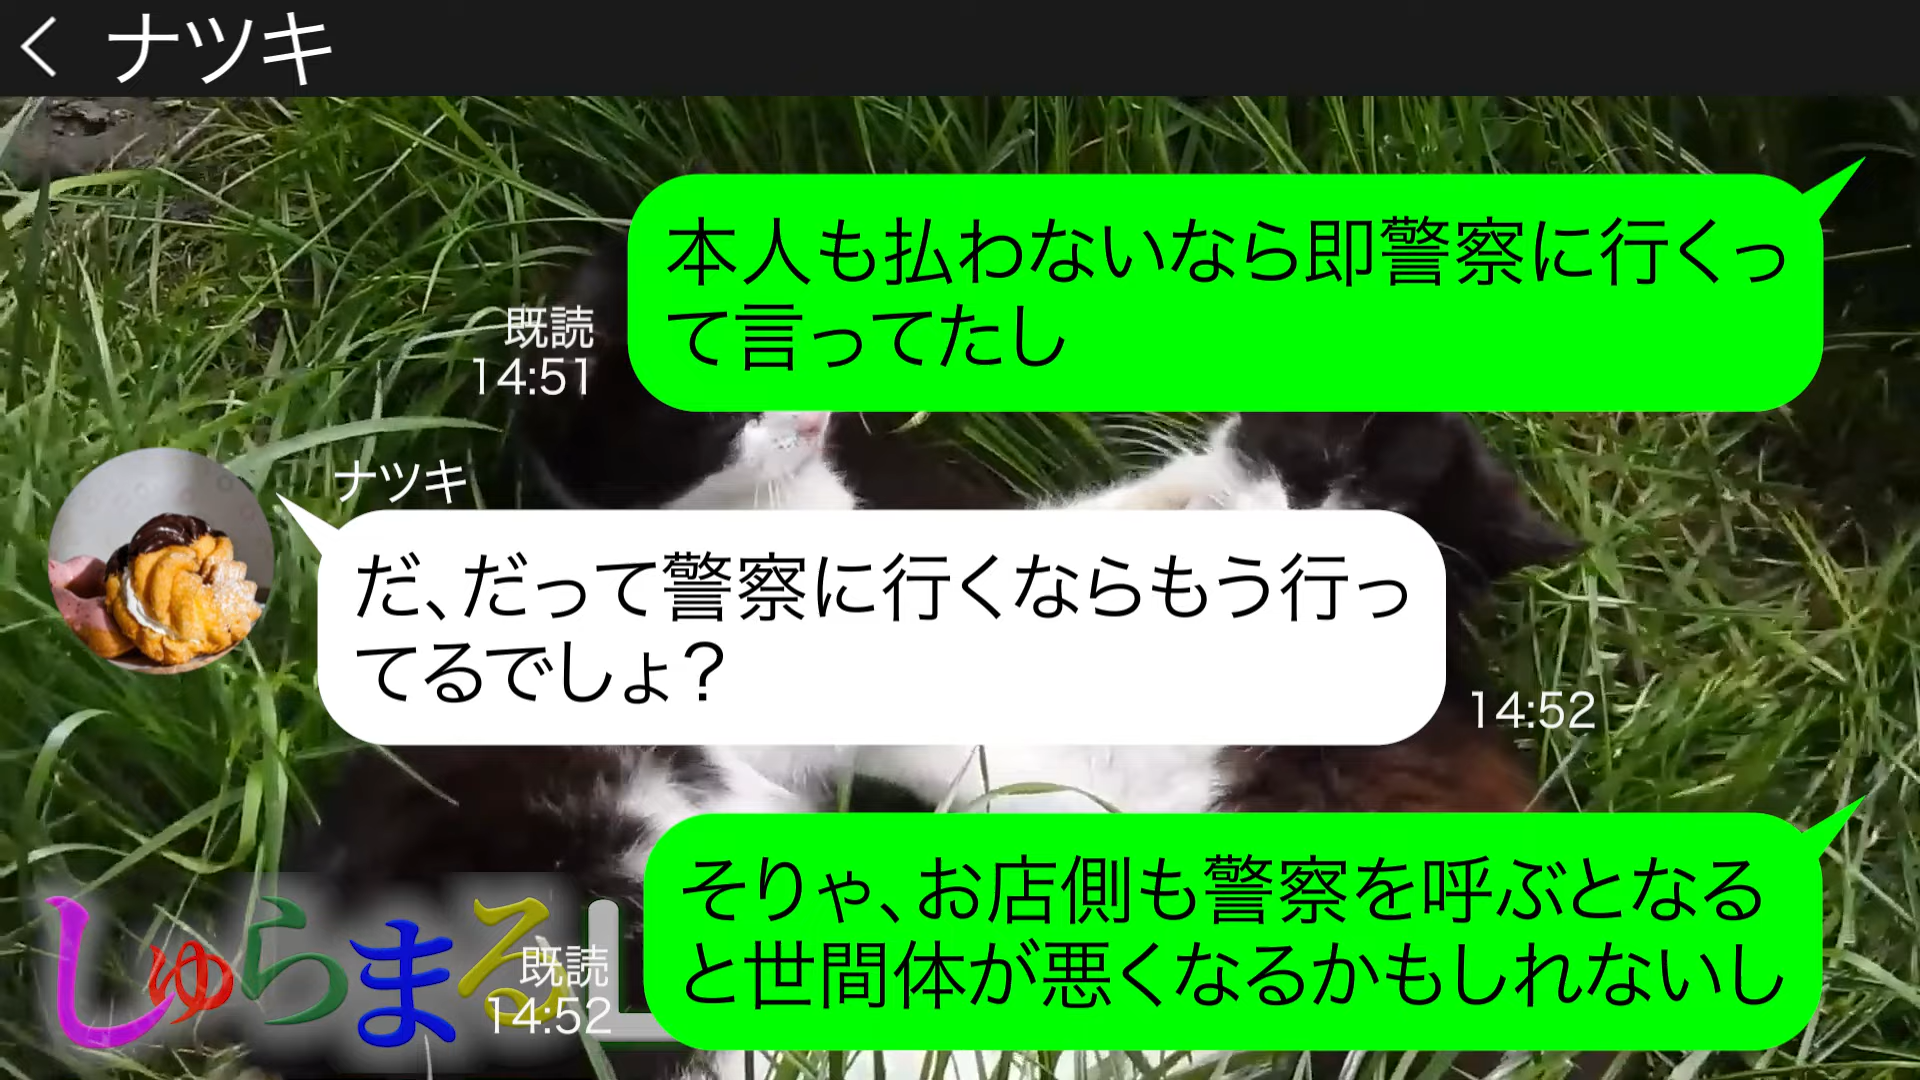 ナツキ
本人も払わないなら即警察に行くっ
て言ってたし
既読
14:51
ナツキ
だ、だって警察に行くならもう行っ
てるでしょ？
14:52
そりゃ、お店側も警察を呼ぶとなる
と世間体が悪くなるかもしれないし
既読
14:52
しゅらまるL